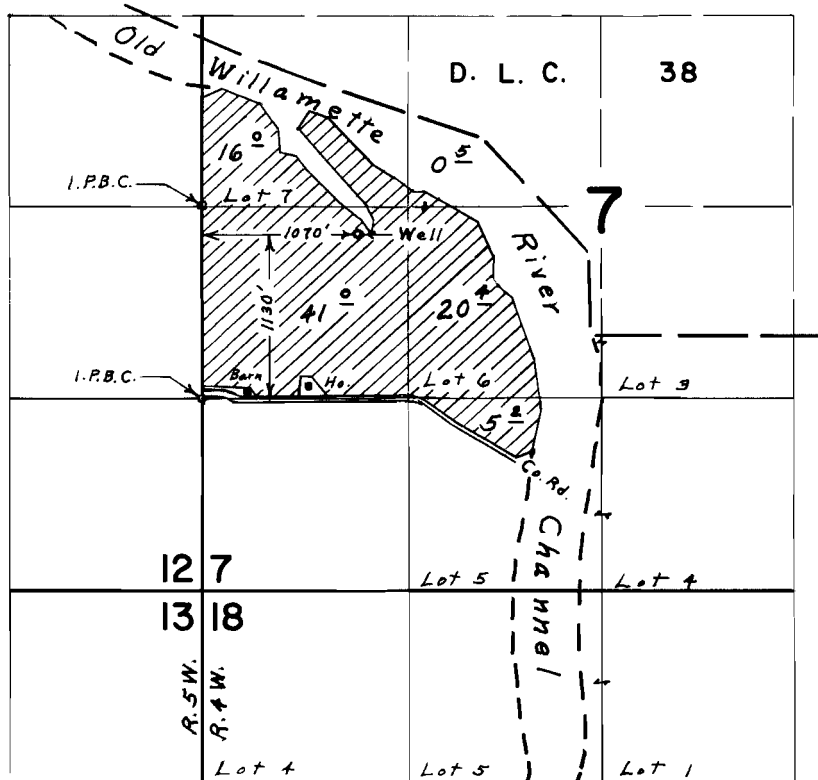 Old Willamette River Channel
D. L. C. 38
16 0
0 5
I.P.B.C.
Lot 7
7
1070'
Well
1130'
41 0
20 4
I.P.B.C.
Barn
Ho.
Lot 6
Lot 3
5 2
Co. Rd.
12 7
Lot 5
Lot 4
13 18
R. 5 W.
R. 4 W.
Lot 4
Lot 5
Lot 1